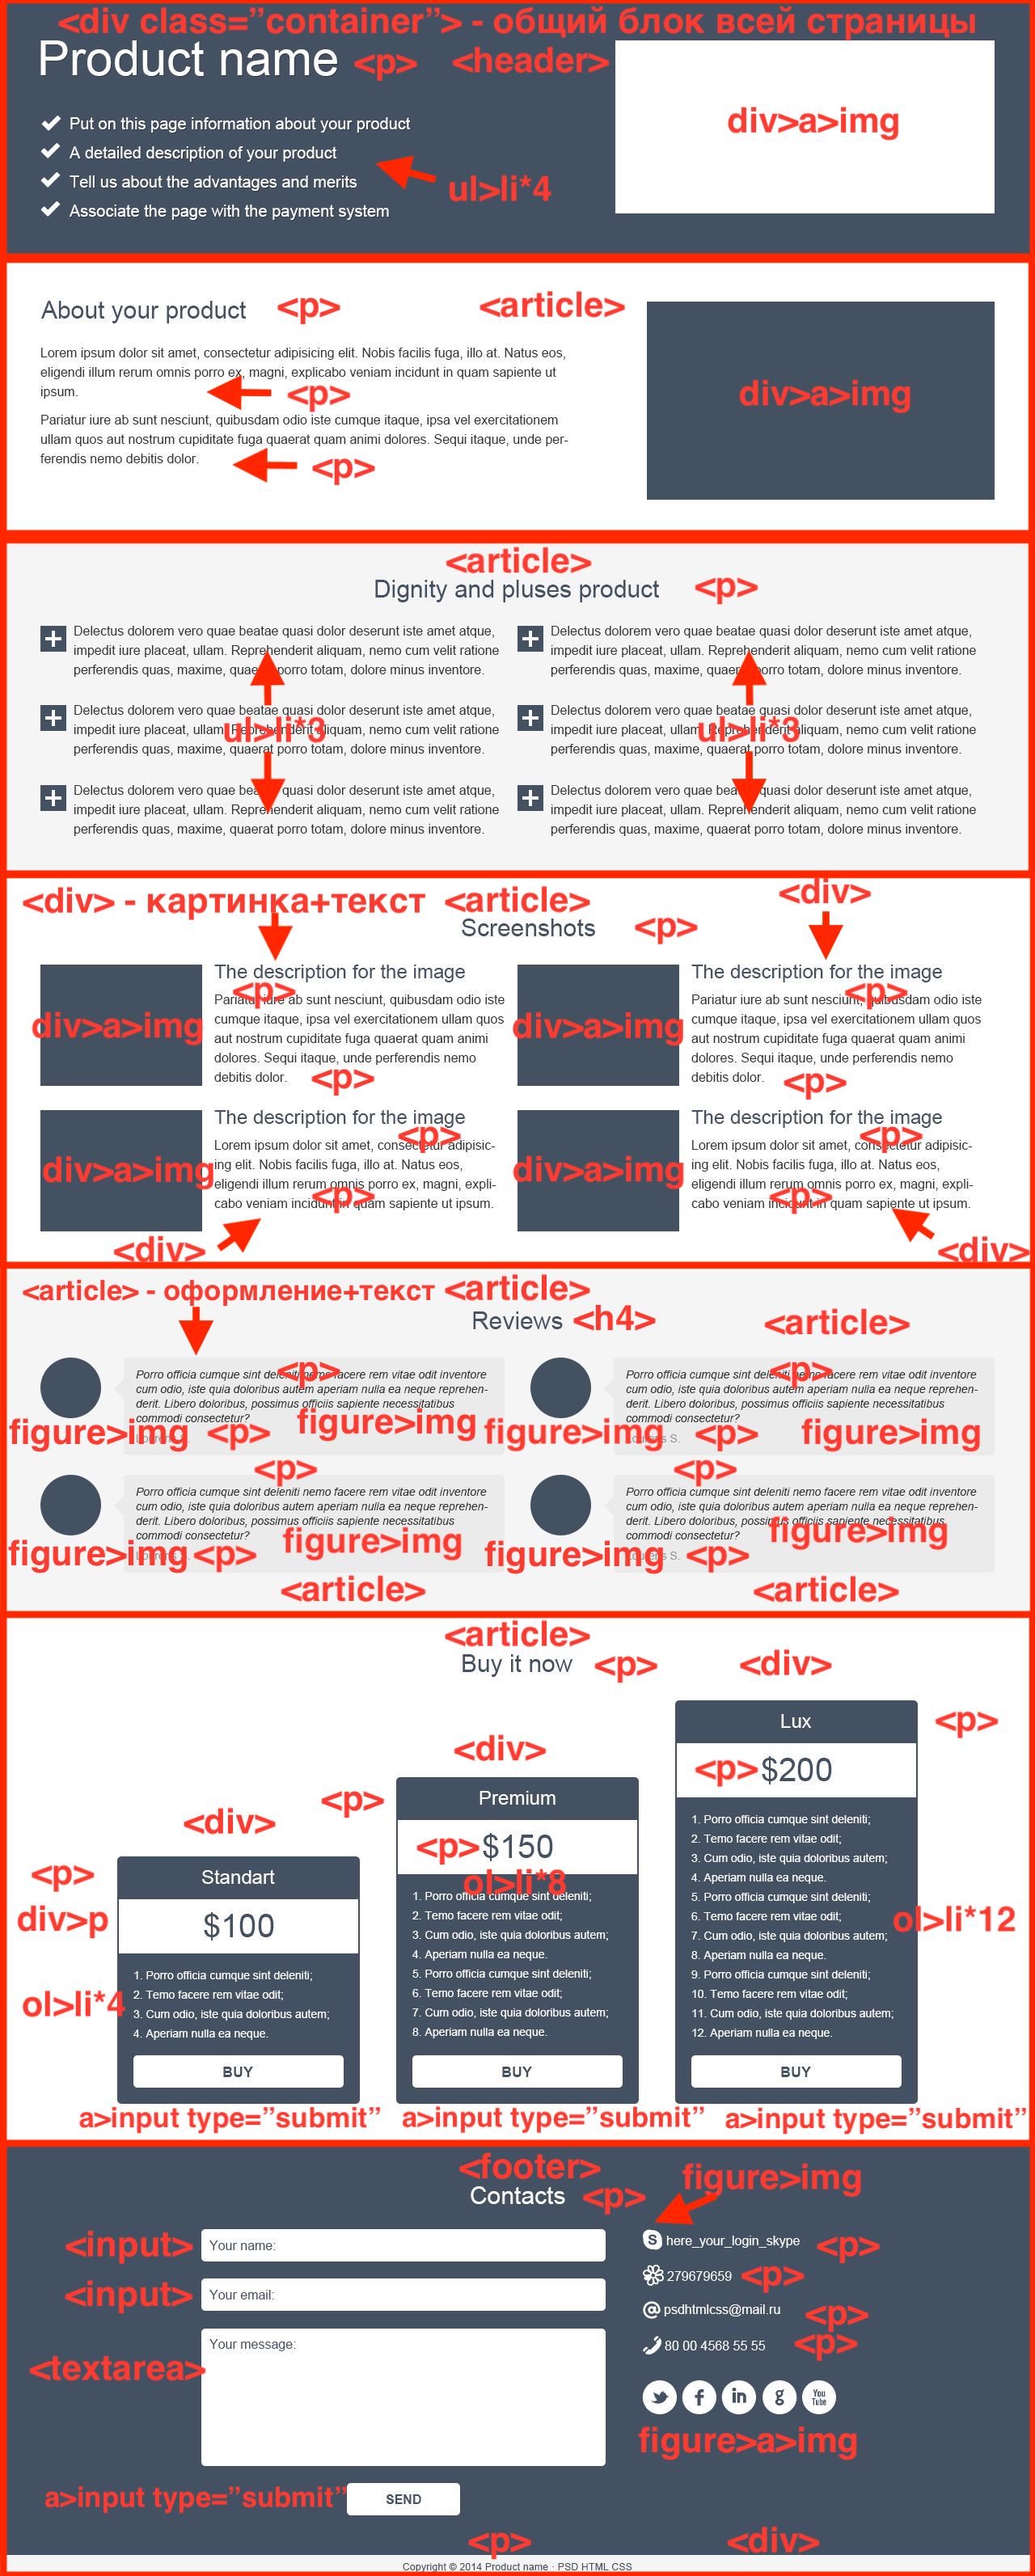 <div class=”container”> - общий блок всей страницы
Product name <p> <header>
div>a>img
Put on this page information about your product
A detailed description of your product
Tell us about the advantages and merits
ul>li*4
Associate the page with the payment system
About your product <p> <article>
Lorem ipsum dolor sit amet, consectetur adipisicing elit. Nobis facilis fuga, illo at. Natus eos,
eligendi illum rerum omnis porro ex, magni, explicabo veniam incidunt in quam sapiente ut
ipsum.
<p>
div>a>img
Pariatur iure ab sunt nesciunt, quibusdam odio iste cumque itaque, ipsa vel exercitationem
ullam quos aut nostrum cupiditate fuga quaerat quam animi dolores. Sequi itaque, unde per-
ferendis nemo debitis dolor.
<p>
<article>
Dignity and pluses product <p>
Delectus dolorem vero quae beatae quasi dolor deserunt iste amet atque,
impedit iure placeat, ullam. Reprehenderit aliquam, nemo cum velit ratione
perferendis quas, maxime, quaerat porro totam, dolore minus inventore.
Delectus dolorem vero quae beatae quasi dolor deserunt iste amet atque,
impedit iure placeat, ullam. Reprehenderit aliquam, nemo cum velit ratione
perferendis quas, maxime, quaerat porro totam, dolore minus inventore.
Delectus dolorem vero quae beatae quasi dolor deserunt iste amet atque,
impedit iure placeat, ullam. Reprehenderit aliquam, nemo cum velit ratione
perferendis quas, maxime, quaerat porro totam, dolore minus inventore.
ul>li*3
Delectus dolorem vero quae beatae quasi dolor deserunt iste amet atque,
impedit iure placeat, ullam. Reprehenderit aliquam, nemo cum velit ratione
perferendis quas, maxime, quaerat porro totam, dolore minus inventore.
Delectus dolorem vero quae beatae quasi dolor deserunt iste amet atque,
impedit iure placeat, ullam. Reprehenderit aliquam, nemo cum velit ratione
perferendis quas, maxime, quaerat porro totam, dolore minus inventore.
Delectus dolorem vero quae beatae quasi dolor deserunt iste amet atque,
impedit iure placeat, ullam. Reprehenderit aliquam, nemo cum velit ratione
perferendis quas, maxime, quaerat porro totam, dolore minus inventore.
ul>li*3
<div> - картинка+текст <article> <div>
Screenshots <p>
div>a>img
The description for the image
<p>
Pariatur iure ab sunt nesciunt, quibusdam odio iste
cumque itaque, ipsa vel exercitationem ullam quos
aut nostrum cupiditate fuga quaerat quam animi
dolores. Sequi itaque, unde perferendis nemo
debitis dolor. <p>
div>a>img
The description for the image
<p>
Pariatur iure ab sunt nesciunt, quibusdam odio iste
cumque itaque, ipsa vel exercitationem ullam quos
aut nostrum cupiditate fuga quaerat quam animi
dolores. Sequi itaque, unde perferendis nemo
debitis dolor. <p>
div>a>img
The description for the image
<p>
Lorem ipsum dolor sit amet, consectetur adipisic-
ing elit. Nobis facilis fuga, illo at. Natus eos,
eligendi illum rerum omnis porro ex, magni, expli-
<p>
cabo veniam incidunt in quam sapiente ut ipsum.
<div>
div>a>img
The description for the image
<p>
Lorem ipsum dolor sit amet, consectetur adipisic-
ing elit. Nobis facilis fuga, illo at. Natus eos,
eligendi illum rerum omnis porro ex, magni, expli-
<p>
cabo veniam incidunt in quam sapiente ut ipsum.
<div>
<article> - оформление+текст <article>
Reviews <h4> <article>
Porro officia cumque sint deleniti nemo facere rem vitae odit inventore
<p>
cum odio, iste quia doloribus autem aperiam nulla ea neque reprehen-
derit. Libero doloribus, possimus officiis sapiente necessitatibus
commodi consectetur?
figure>img <p> figure>img
Porro officia cumque sint deleniti nemo facere rem vitae odit inventore
<p>
cum odio, iste quia doloribus autem aperiam nulla ea neque reprehen-
derit. Libero doloribus, possimus officiis sapiente necessitatibus
commodi consectetur?
figure>img <p> figure>img
<p>
Porro officia cumque sint deleniti nemo facere rem vitae odit inventore
cum odio, iste quia doloribus autem aperiam nulla ea neque reprehen-
derit. Libero doloribus, possimus officiis sapiente necessitatibus
commodi consectetur?
figure>img <p> figure>img
<article>
<p>
Porro officia cumque sint deleniti nemo facere rem vitae odit inventore
cum odio, iste quia doloribus autem aperiam nulla ea neque reprehen-
derit. Libero doloribus, possimus officiis sapiente necessitatibus
commodi consectetur?
figure>img
figure>img Lourens S. <p>
<article>
<article>
Buy it now <p>
<div>
<p> Standart
div>p $100
ol>li*4
1. Porro officia cumque sint deleniti;
2. Temo facere rem vitae odit;
3. Cum odio, iste quia doloribus autem;
4. Aperiam nulla ea neque.
BUY
a>input type=”submit”
<div>
<p> Premium
<p> $150
ol>li*8
1. Porro officia cumque sint deleniti;
2. Temo facere rem vitae odit;
3. Cum odio, iste quia doloribus autem;
4. Aperiam nulla ea neque.
5. Porro officia cumque sint deleniti;
6. Temo facere rem vitae odit;
7. Cum odio, iste quia doloribus autem;
8. Aperiam nulla ea neque.
BUY
a>input type=”submit”
<div>
Lux <p>
<p> $200
1. Porro officia cumque sint deleniti;
2. Temo facere rem vitae odit;
3. Cum odio, iste quia doloribus autem;
4. Aperiam nulla ea neque.
5. Porro officia cumque sint deleniti;
6. Temo facere rem vitae odit;
7. Cum odio, iste quia doloribus autem;
8. Aperiam nulla ea neque.
9. Porro officia cumque sint deleniti;
10. Temo facere rem vitae odit;
11. Cum odio, iste quia doloribus autem;
12. Aperiam nulla ea neque.
ol>li*12
BUY
a>input type=”submit”
<footer>
Contacts <p>
figure>img
<input> Your name:
<input> Your email:
<textarea> Your message:
a>input type=”submit” SEND
here_your_login_skype <p>
279679659 <p>
psdhtmlcss@mail.ru <p>
80 00 4568 55 55 <p>
You
Tube
figure>a>img
<p> <div>
Copyright © 2014 Product name · PSD HTML CSS